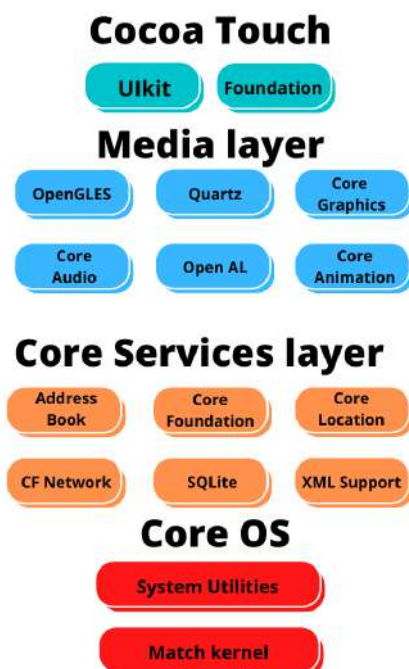 Cocoa Touch
UIkit
Foundation
Media layer
OpenGLES
Quartz
Core
Graphics
Core
Audio
Open AL
Core
Animation
Core Services layer
Address
Book
Core
Foundation
Core
Location
CF Network
SQLite
XML Support
Core OS
System Utilities
Match kernel